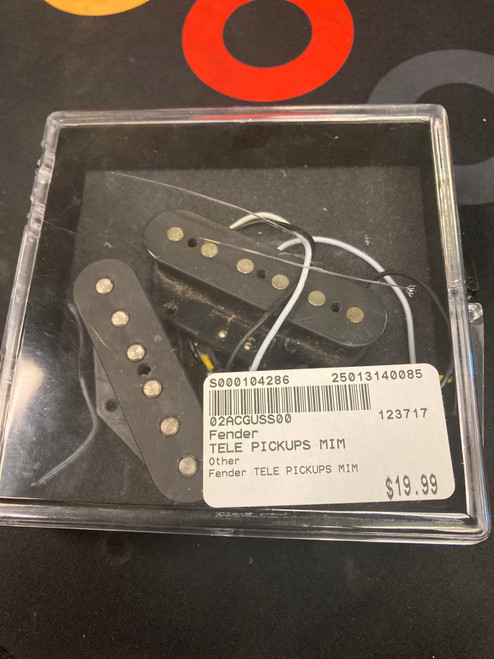 S000104286 25013140085
02ACGUSS00 123717
Fender
TELE PICKUPS MIM
Other
Fender TELE PICKUPS MIM
$19.99